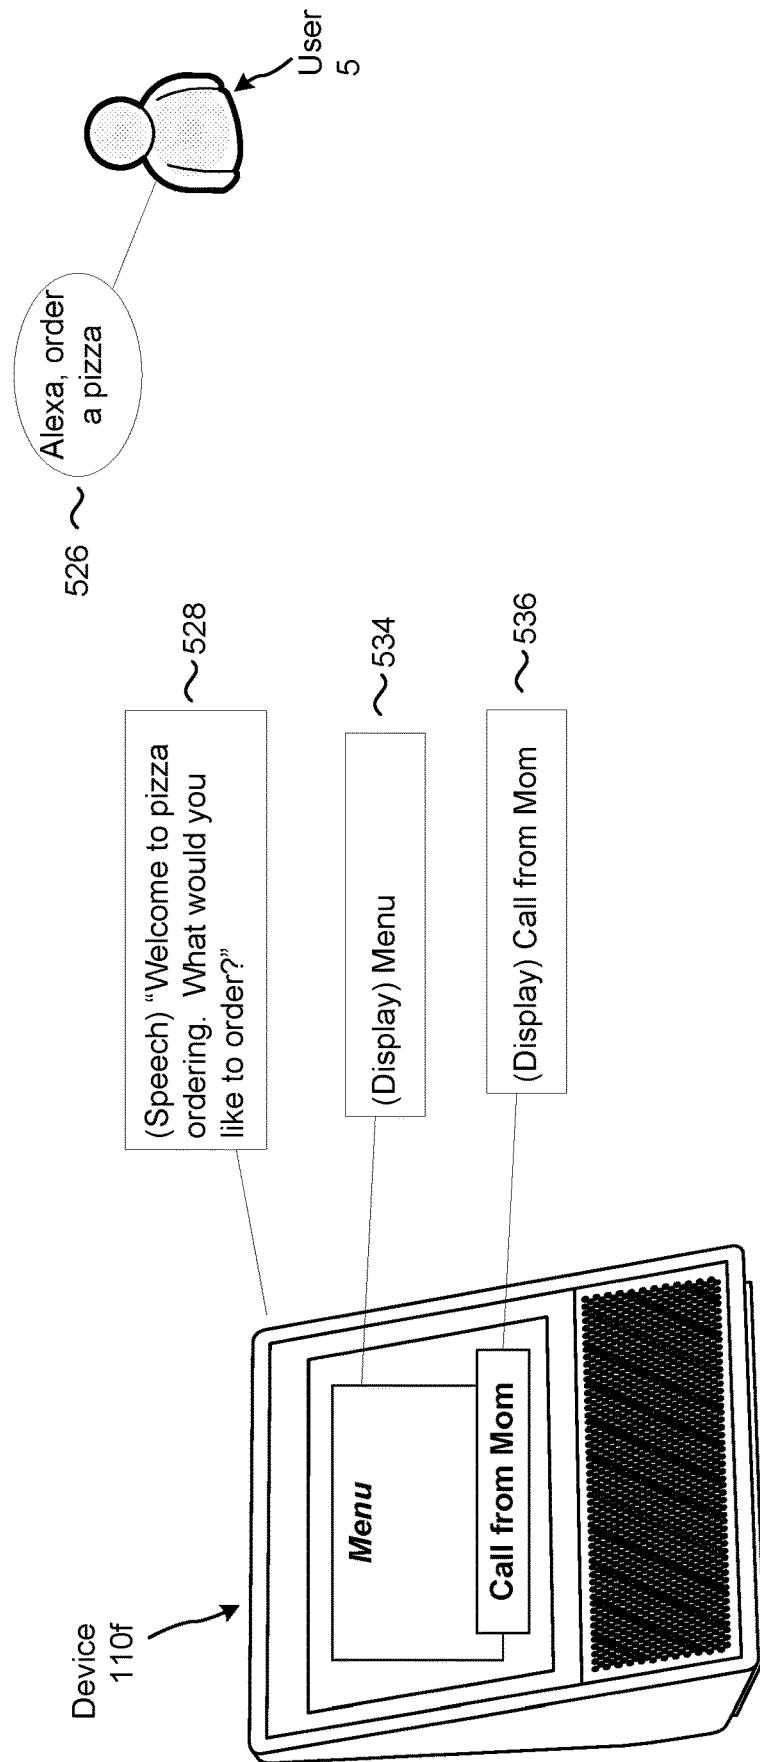 Device
110f
Menu
Call from Mom
(Speech) “Welcome to pizza
ordering.  What would you
like to order?”
528
(Display) Menu
534
(Display) Call from Mom
536
526
Alexa, order
a pizza
User
5